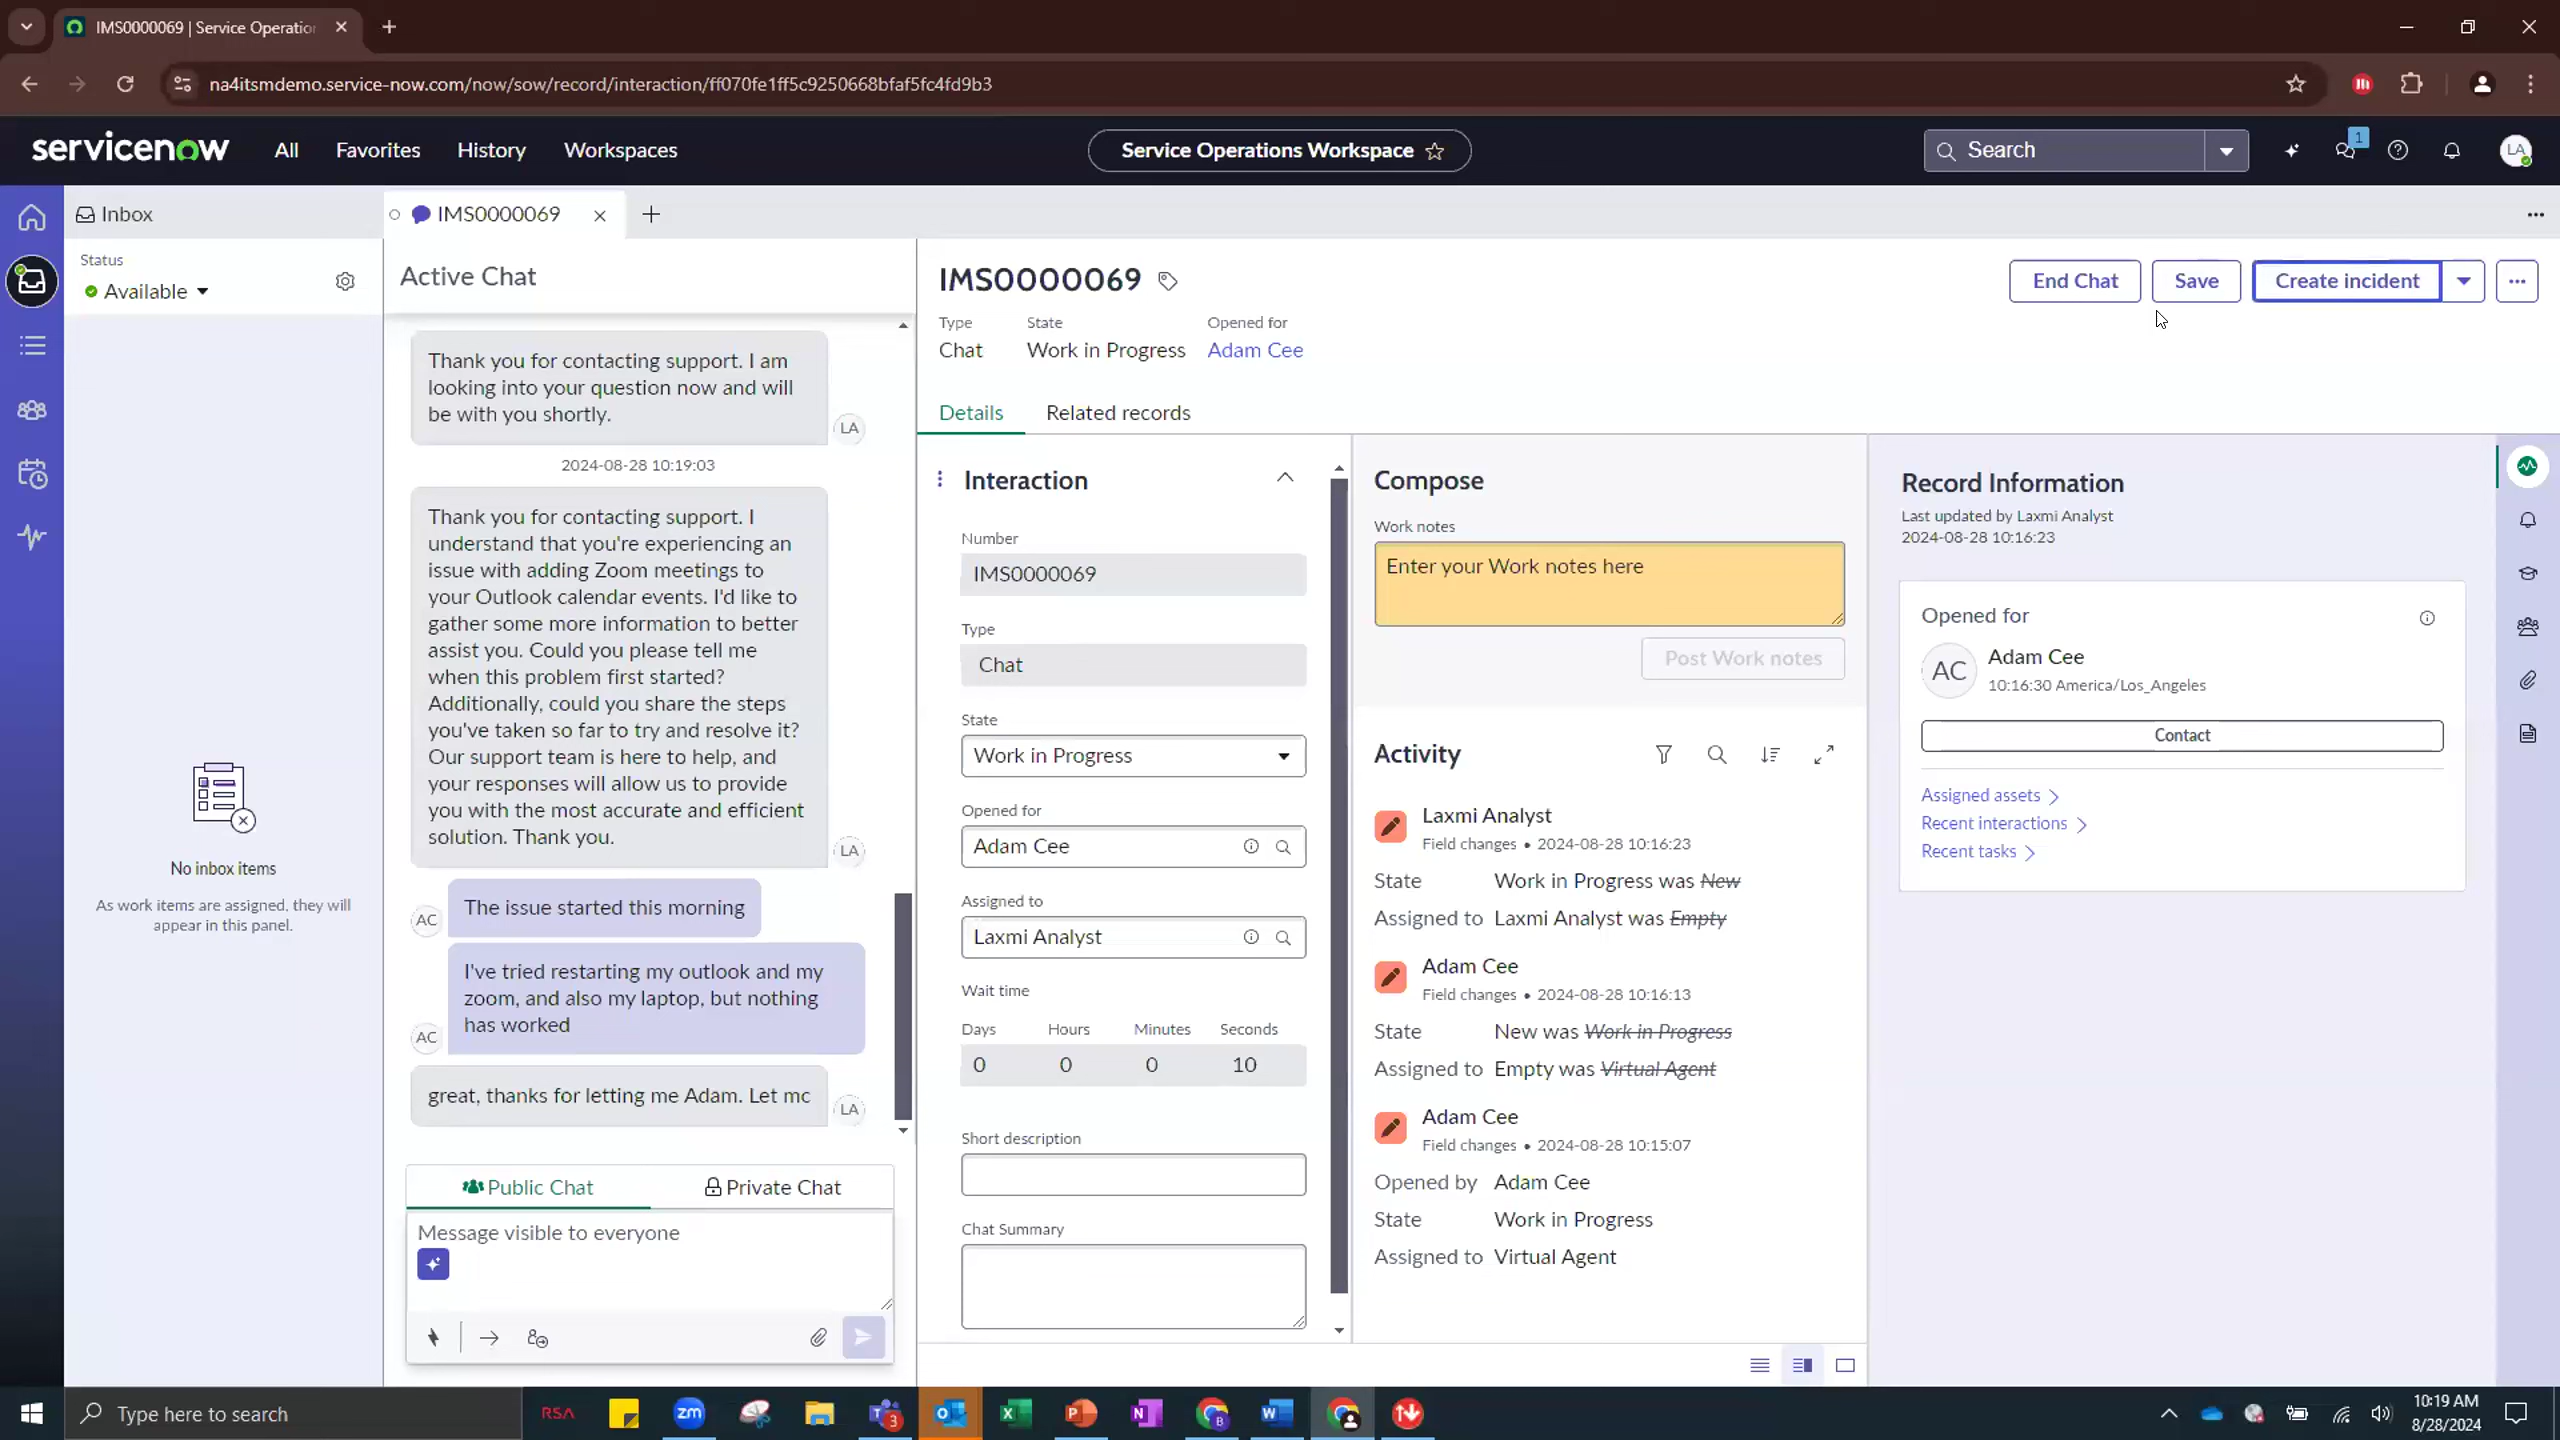 IMS0000069 | Service Operatio
na4itsmdemo.service-now.com/now/sow/record/interaction/ff070fe1ff5c9250668bfaf5fc4fd9b3
servicenow
All
Favorites
History
Workspaces
Service Operations Workspace
Search
1
LA
Inbox
IMS0000069
Status
Available
No inbox items
As work items are assigned, they will
appear in this panel.
Active Chat
Thank you for contacting support. I am
looking into your question now and will
be with you shortly.
LA
2024-08-28 10:19:03
Thank you for contacting support. I
understand that you're experiencing an
issue with adding Zoom meetings to
your Outlook calendar events. I'd like to
gather some more information to better
assist you. Could you please tell me
when this problem first started?
Additionally, could you share the steps
you've taken so far to try and resolve it?
Our support team is here to help, and
your responses will allow us to provide
you with the most accurate and efficient
solution. Thank you.
LA
AC
The issue started this morning
I've tried restarting my outlook and my
zoom, and also my laptop, but nothing
has worked
AC
great, thanks for letting me Adam. Let mc
LA
Public Chat
Private Chat
Message visible to everyone
IMS0000069
End Chat
Save
Create incident
Type
State
Opened for
Chat
Work in Progress
Adam Cee
Details
Related records
Interaction
Number
IMS0000069
Type
Chat
State
Work in Progress
Opened for
Adam Cee
Assigned to
Laxmi Analyst
Wait time
Days Hours Minutes Seconds
0 0 0 10
Short description
Chat Summary
Compose
Work notes
Enter your Work notes here
Post Work notes
Activity
Laxmi Analyst
Field changes • 2024-08-28 10:16:23
State Work in Progress was New
Assigned to Laxmi Analyst was Empty
Adam Cee
Field changes • 2024-08-28 10:16:13
State New was Work in Progress
Assigned to Empty was Virtual Agent
Adam Cee
Field changes • 2024-08-28 10:15:07
Opened by Adam Cee
State Work in Progress
Assigned to Virtual Agent
Record Information
Last updated by Laxmi Analyst
2024-08-28 10:16:23
Opened for
AC
Adam Cee
10:16:30 America/Los_Angeles
Contact
Assigned assets
Recent interactions
Recent tasks
Type here to search
RSA
zm
3
10:19 AM
8/28/2024